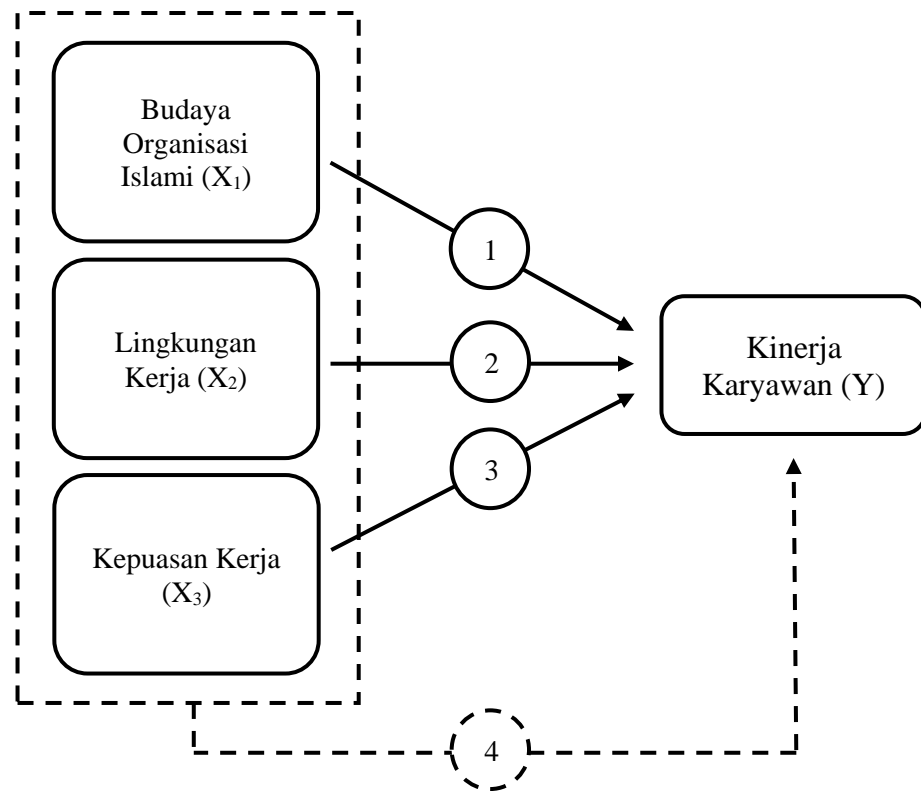 Budaya
Organisasi
Islami (X₁)
1
Lingkungan
Kerja (X₂)
2
Kinerja
Karyawan (Y)
3
Kepuasan Kerja
(X₃)
4